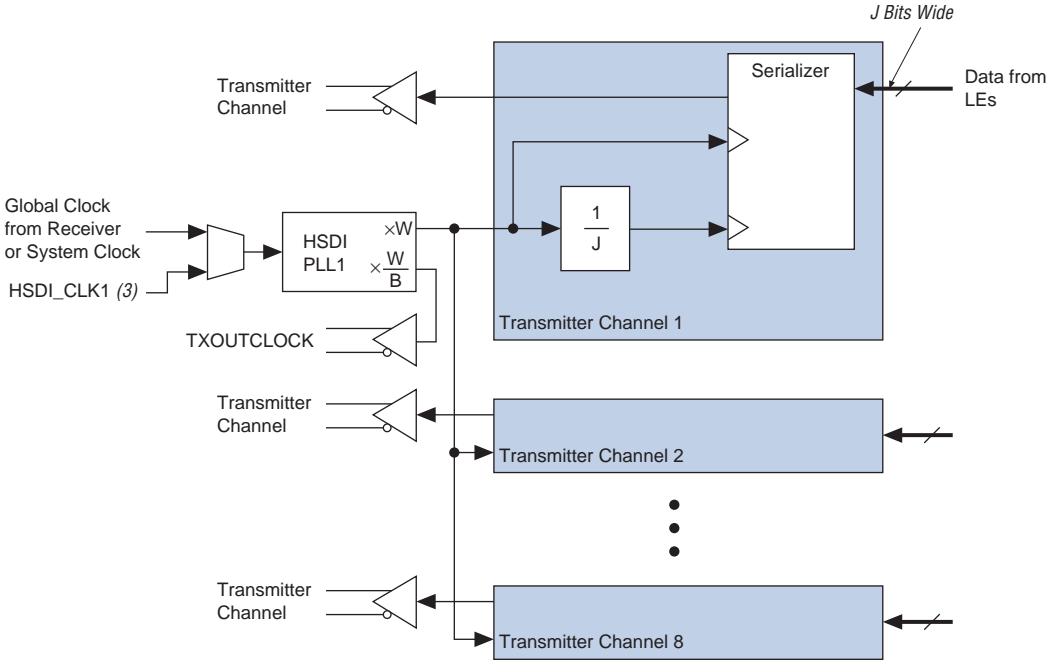 J Bits Wide
Serializer
Data from
LEs
Transmitter
Channel
Global Clock
from Receiver
or System Clock
HSDI_CLK1 (3)
HSDI
PLL1
×W
×W/B
1/J
Transmitter Channel 1
TXOUTCLOCK
Transmitter
Channel
Transmitter Channel 2
Transmitter
Channel
Transmitter Channel 8